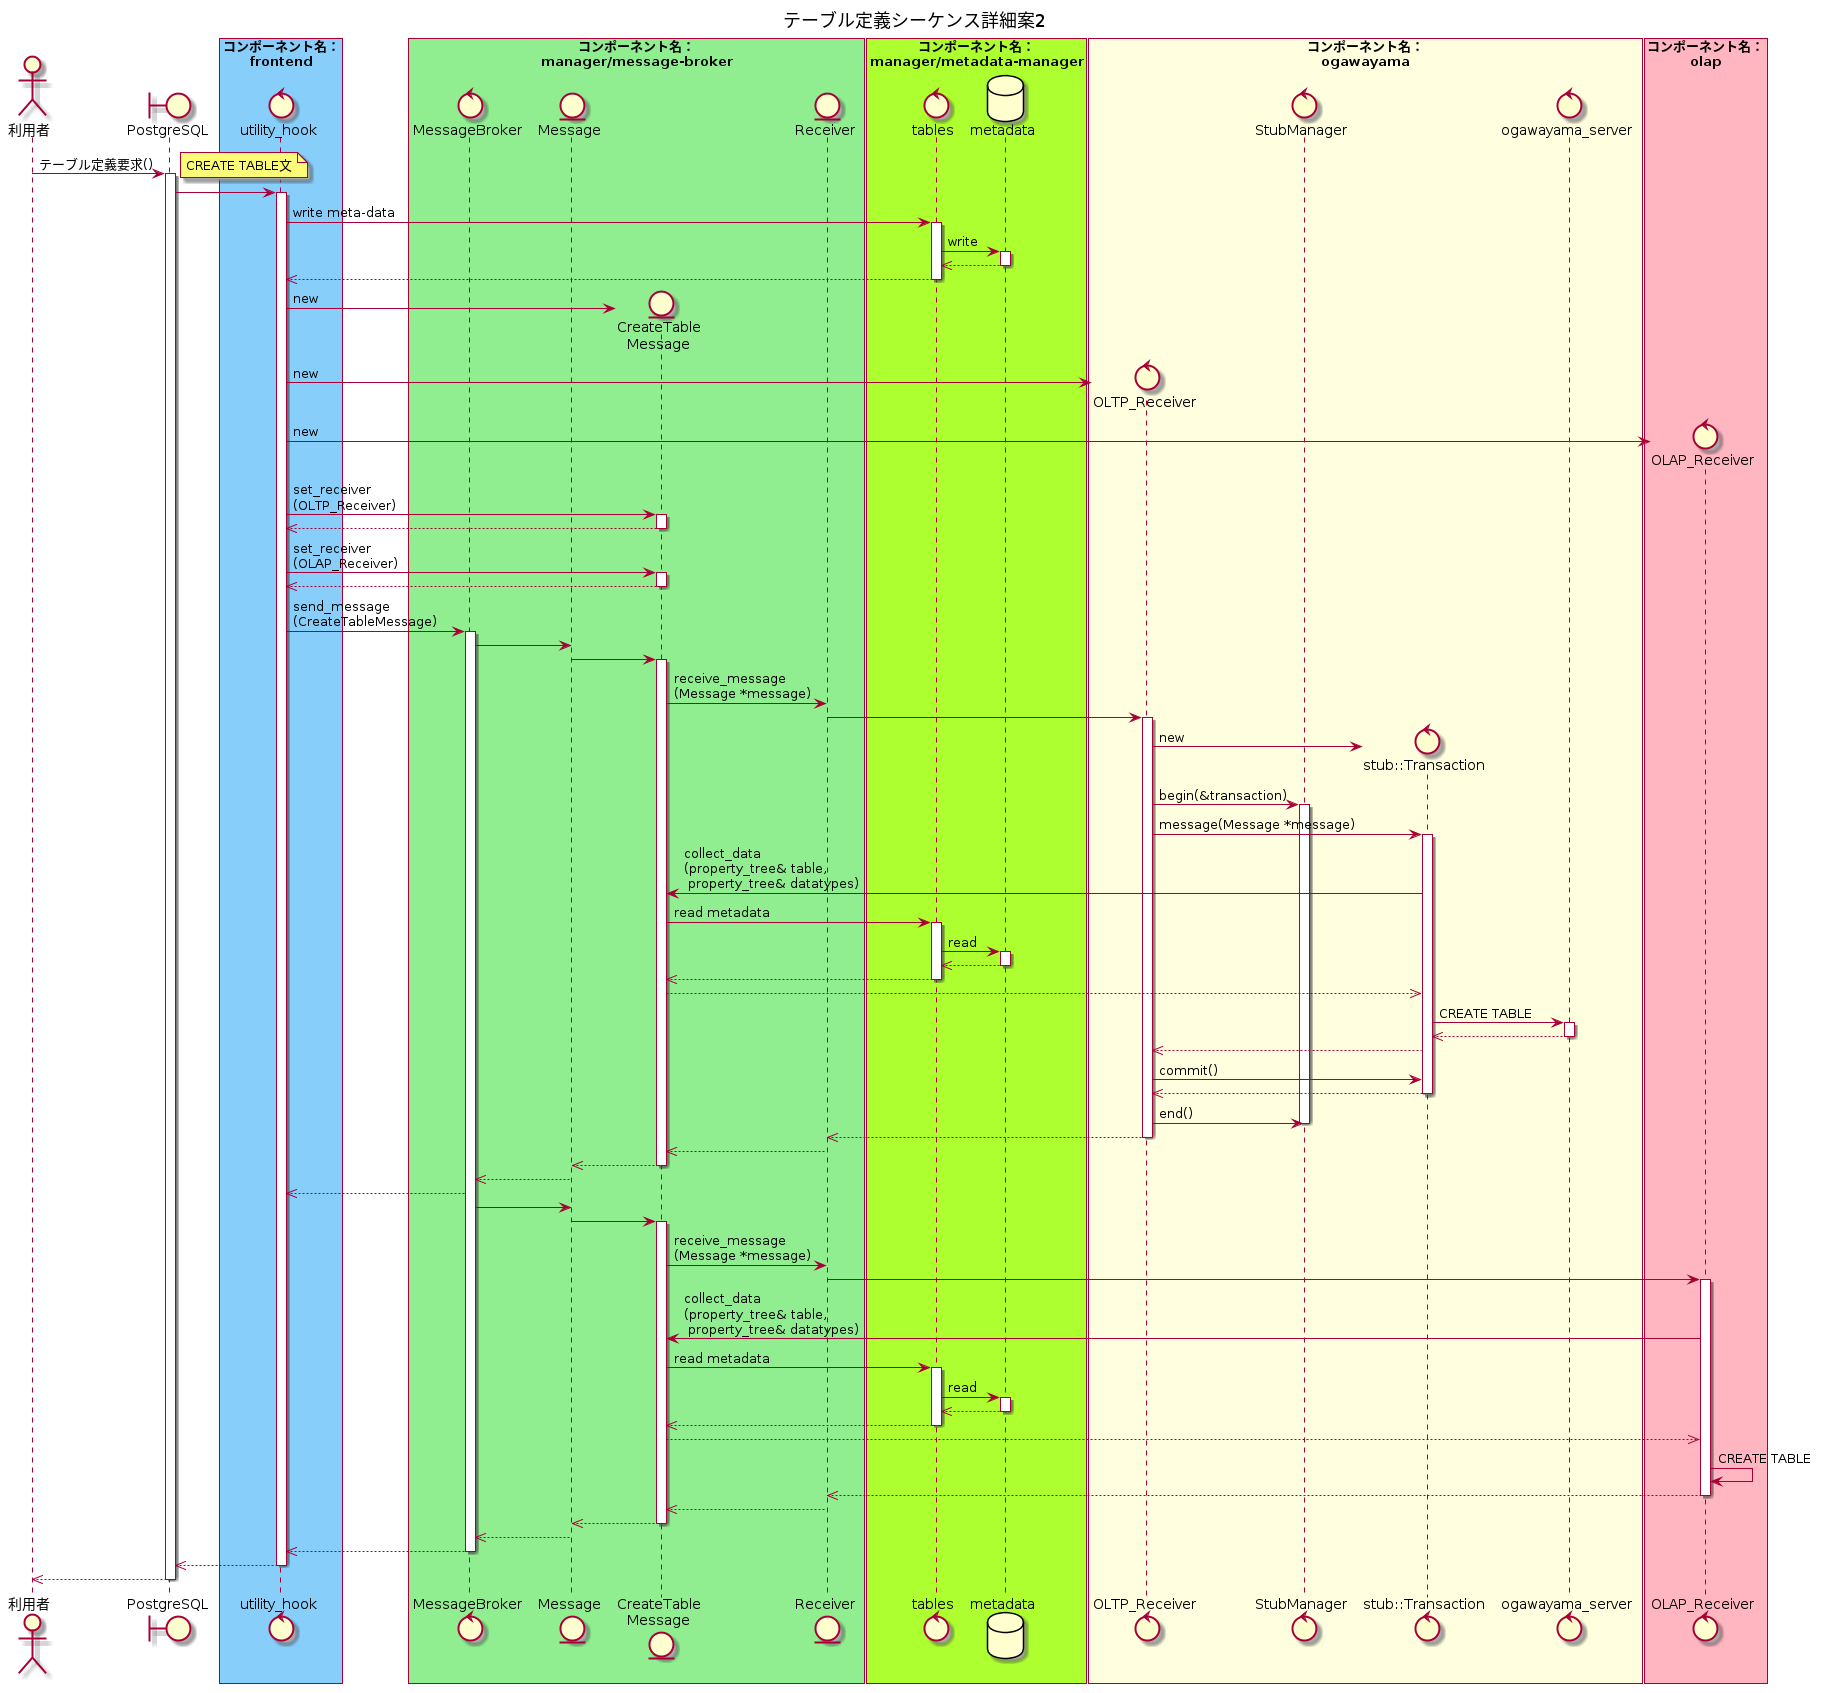 テーブル定義シーケンス詳細案2
コンポーネント名：
frontend
コンポーネント名：
manager/message-broker
コンポーネント名：
manager/metadata-manager
コンポーネント名：
ogawayama
コンポーネント名：
olap
利用者
PostgreSQL
utility_hook
MessageBroker
Message
Receiver
tables
metadata
StubManager
ogawayama_server
テーブル定義要求()
CREATE TABLE文
write meta-data
write
new
CreateTable
Message
new
OLTP_Receiver
new
OLAP_Receiver
set_receiver
(OLTP_Receiver)
set_receiver
(OLAP_Receiver)
send_message
(CreateTableMessage)
receive_message
(Message *message)
new
stub::Transaction
begin(&transaction)
message(Message *message)
collect_data
(property_tree& table,
property_tree& datatypes)
read metadata
read
CREATE TABLE
commit()
end()
receive_message
(Message *message)
collect_data
(property_tree& table,
property_tree& datatypes)
read metadata
read
CREATE TABLE
利用者
PostgreSQL
utility_hook
MessageBroker
Message
CreateTable
Message
Receiver
tables
metadata
OLTP_Receiver
StubManager
stub::Transaction
ogawayama_server
OLAP_Receiver